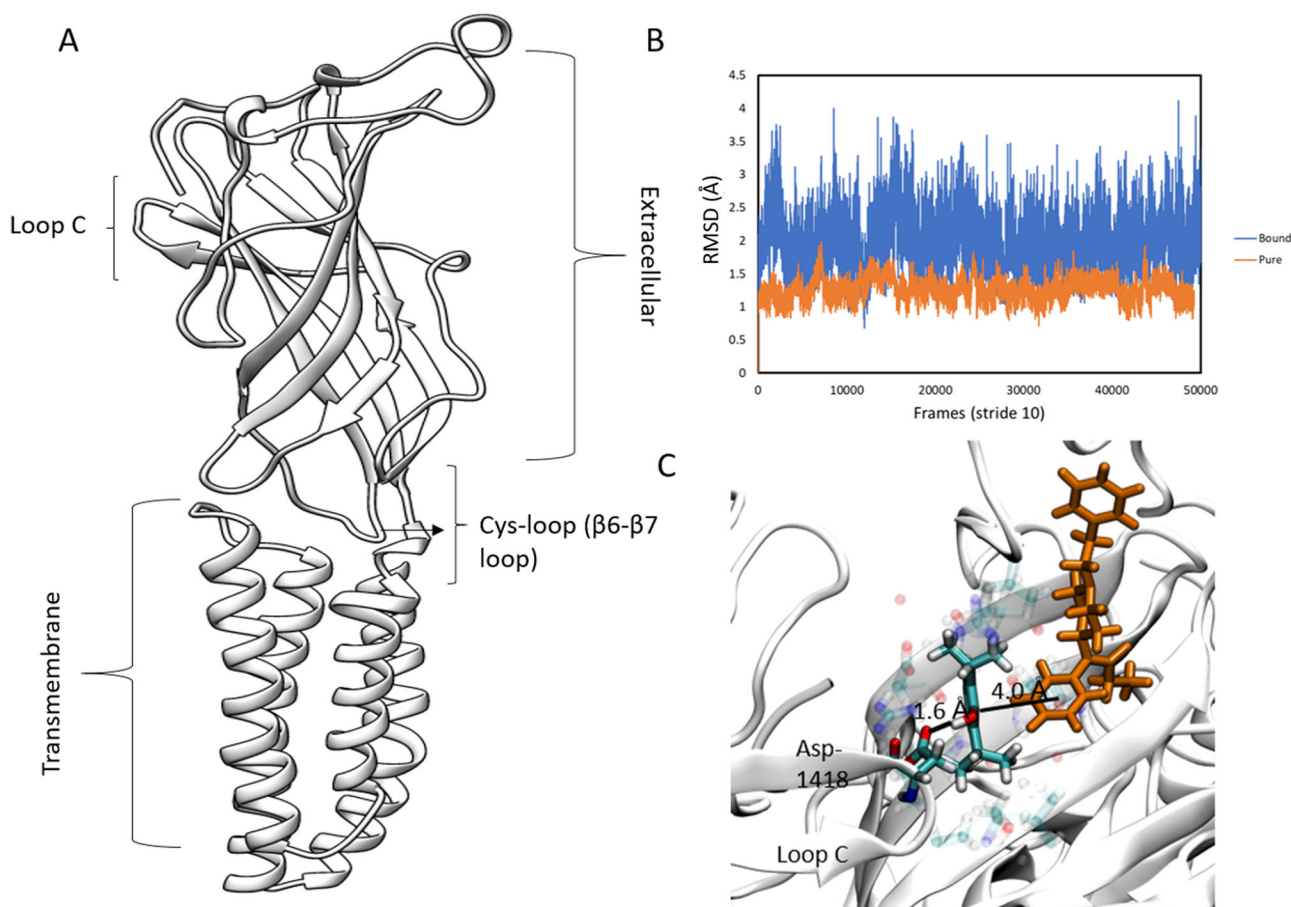 A
Loop C
Extracellular
Cys-loop (β6-β7
loop)
Transmembrane
B
4.5
4
3.5
3
2.5
2
1.5
1
0.5
0
RMSD (Å)
0
10000
20000
30000
40000
50000
Frames (stride 10)
Bound
Pure
C
4.0 Å
1.6 Å
Asp-
1418
Loop C